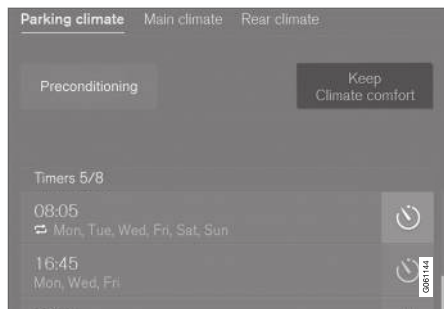 Parking climate Main climate Rear climate
Preconditioning
Keep
Climate comfort
Timers 5/8
08:05
Mon, Tue, Wed, Fri, Sat, Sun
16:45
Mon, Wed, Fri
G061144